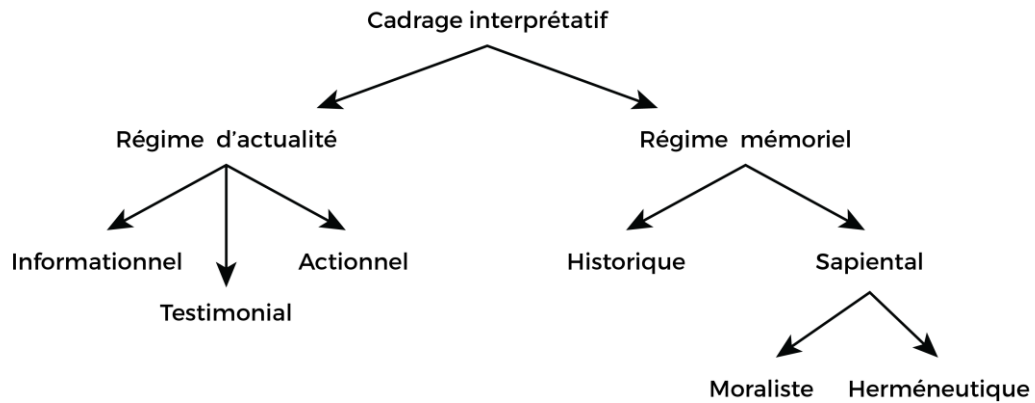 Cadrage interprétatif
Régime d'actualité
Régime mémoriel
Informationnel
Actionnel
Historique
Sapiental
Testimonial
Moraliste
Herméneutique